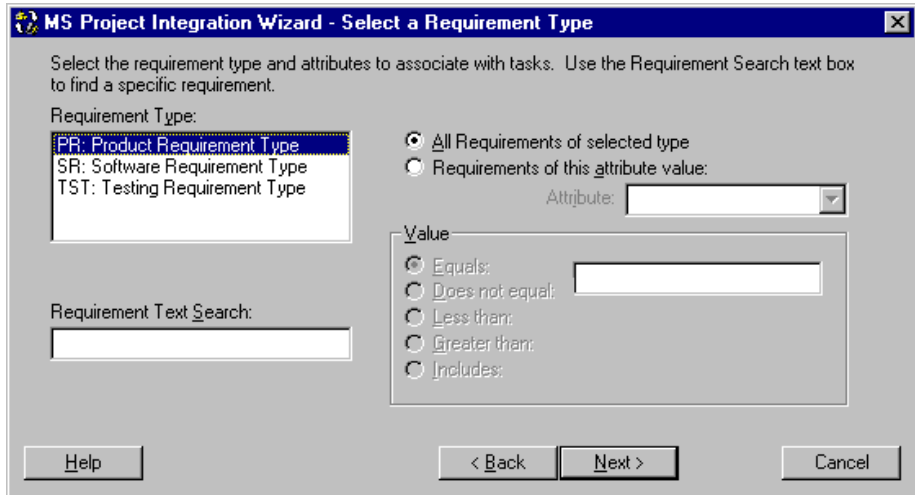 MS Project Integration Wizard - Select a Requirement Type
Select the requirement type and attributes to associate with tasks. Use the Requirement Search text box
to find a specific requirement.
Requirement Type:
PR: Product Requirement Type
SR: Software Requirement Type
TST: Testing Requirement Type
Requirement Text Search:
All Requirements of selected type
Requirements of this attribute value:
Attribute:
Value
Equals:
Does not equal:
Less than:
Greater than:
Includes:
Help
< Back
Next >
Cancel